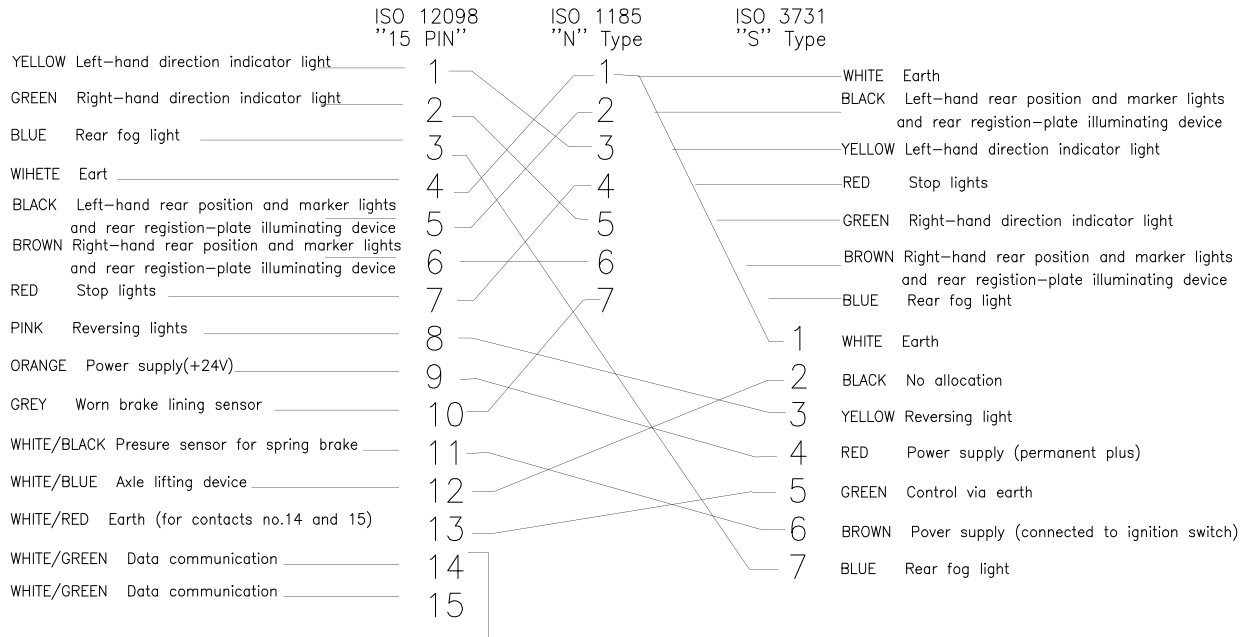 ISO 12098
"15 PIN"
ISO 1185
"N" Type
ISO 3731
"S" Type
YELLOW Left-hand direction indicator light
GREEN Right-hand direction indicator light
BLUE Rear fog light
WIHETE Eart
BLACK Left-hand rear position and marker lights
and rear registion-plate illuminating device
BROWN Right-hand rear position and marker lights
and rear registion-plate illuminating device
RED Stop lights
PINK Reversing lights
ORANGE Power supply(+24V)
GREY Worn brake lining sensor
WHITE/BLACK Presure sensor for spring brake
WHITE/BLUE Axle lifting device
WHITE/RED Earth (for contacts no.14 and 15)
WHITE/GREEN Data communication
WHITE/GREEN Data communication
1
2
3
4
5
6
7
8
9
10
11
12
13
14
15
1
2
3
4
5
6
7
WHITE Earth
BLACK Left-hand rear position and marker lights
and rear registion-plate illuminating device
YELLOW Left-hand direction indicator light
RED Stop lights
GREEN Right-hand direction indicator light
BROWN Right-hand rear position and marker lights
and rear registion-plate illuminating device
BLUE Rear fog light
1 WHITE Earth
2 BLACK No allocation
3 YELLOW Reversing light
4 RED Power supply (permanent plus)
5 GREEN Control via earth
6 BROWN Pover supply (connected to ignition switch)
7 BLUE Rear fog light